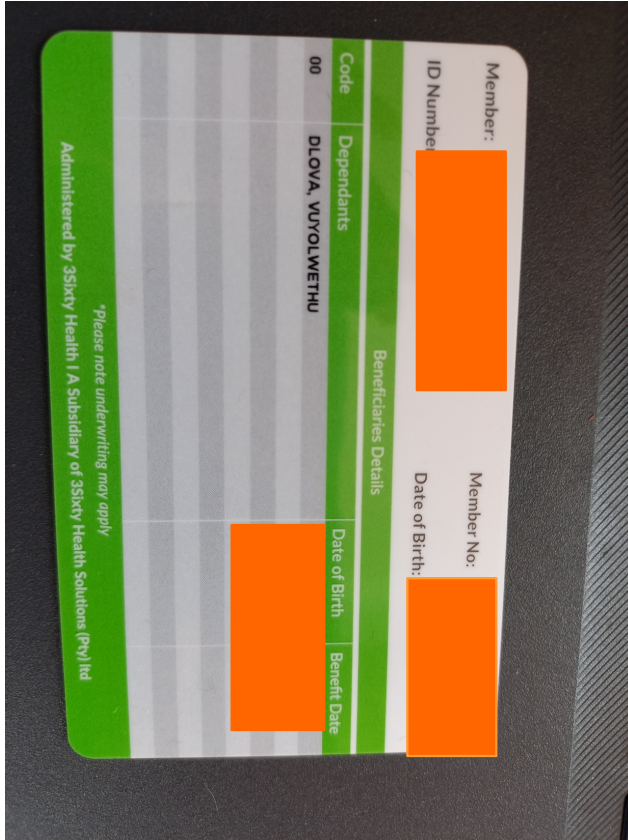 Member:
Member No:
ID Number
Date of Birth:
Beneficiaries Details
Code Dependants Date of Birth Benefit Date
00 DLOVA, VUYOLWETHU
*Please note underwriting may apply
Administered by 3Sixty Health I A Subsidiary of 3Sixty Health Solutions (Pty) ltd